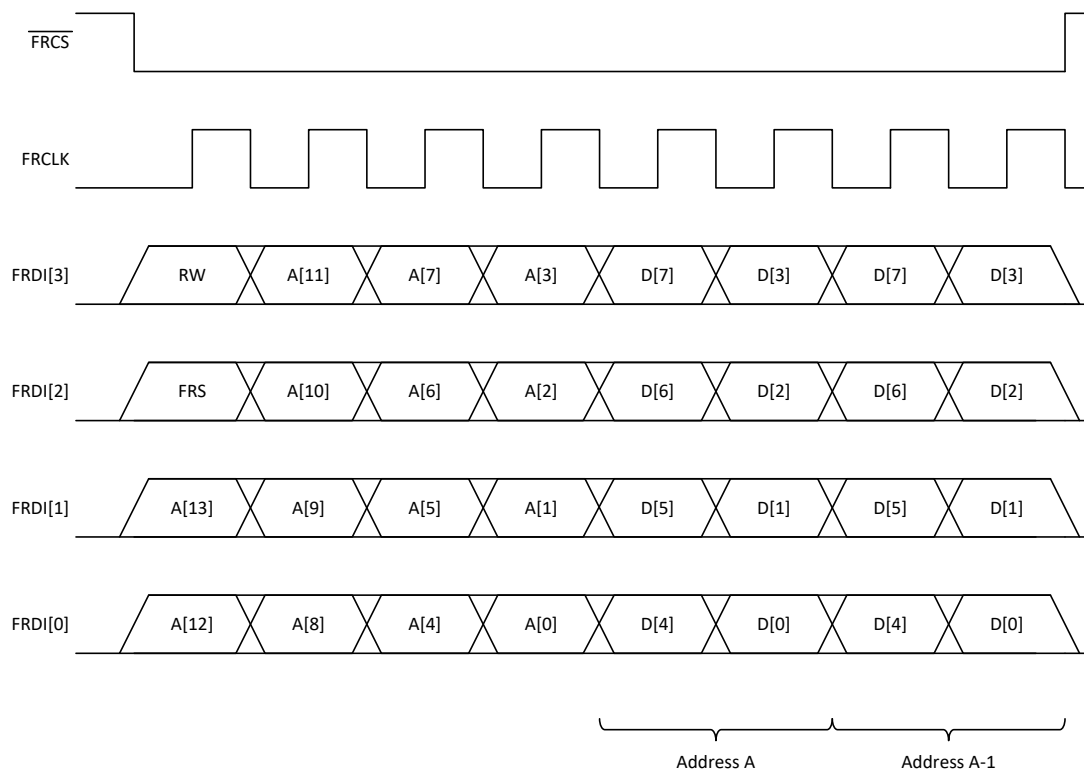 FRCS
FRCLK
FRDI[3] RW A[11] A[7] A[3] D[7] D[3] D[7] D[3]
FRDI[2] FRS A[10] A[6] A[2] D[6] D[2] D[6] D[2]
FRDI[1] A[13] A[9] A[5] A[1] D[5] D[1] D[5] D[1]
FRDI[0] A[12] A[8] A[4] A[0] D[4] D[0] D[4] D[0]
Address A Address A-1